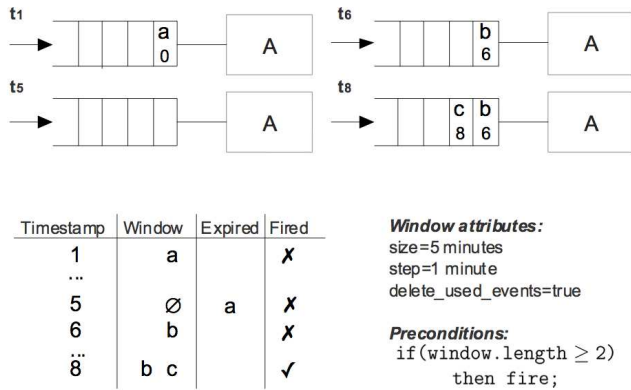 t1
a
0
A
t6
b
6
A
t5
A
t8
c b
8 6
A
Timestamp Window Expired Fired
1 a ✗
...
5 ∅ a ✗
6 b ✗
...
8 b c ✓
Window attributes:
size=5 minutes
step=1 minute
delete_used_events=true
Preconditions:
if(window.length ≥ 2)
then fire;